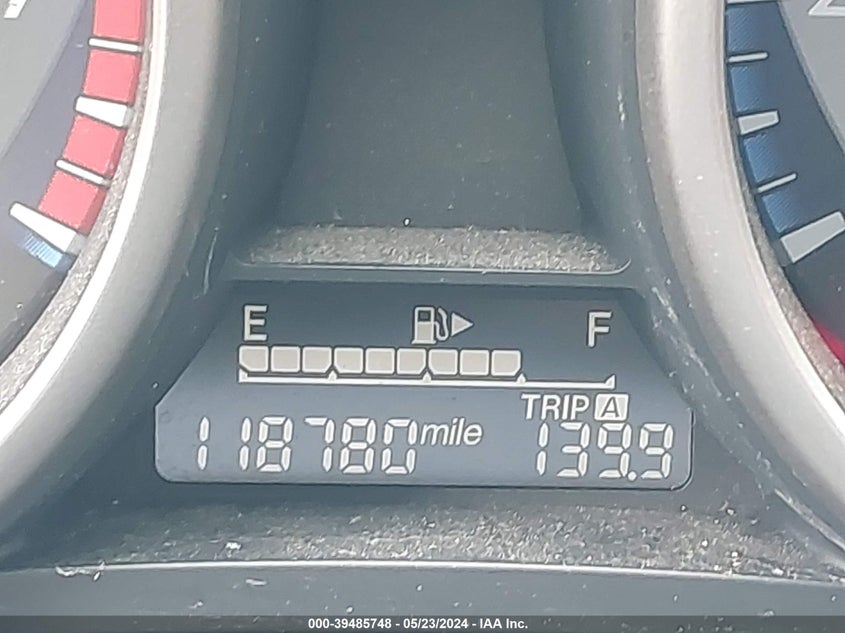 E F
TRIP A
118780 mile 139.9
000-39485748 - 05/23/2024 - IAA Inc.